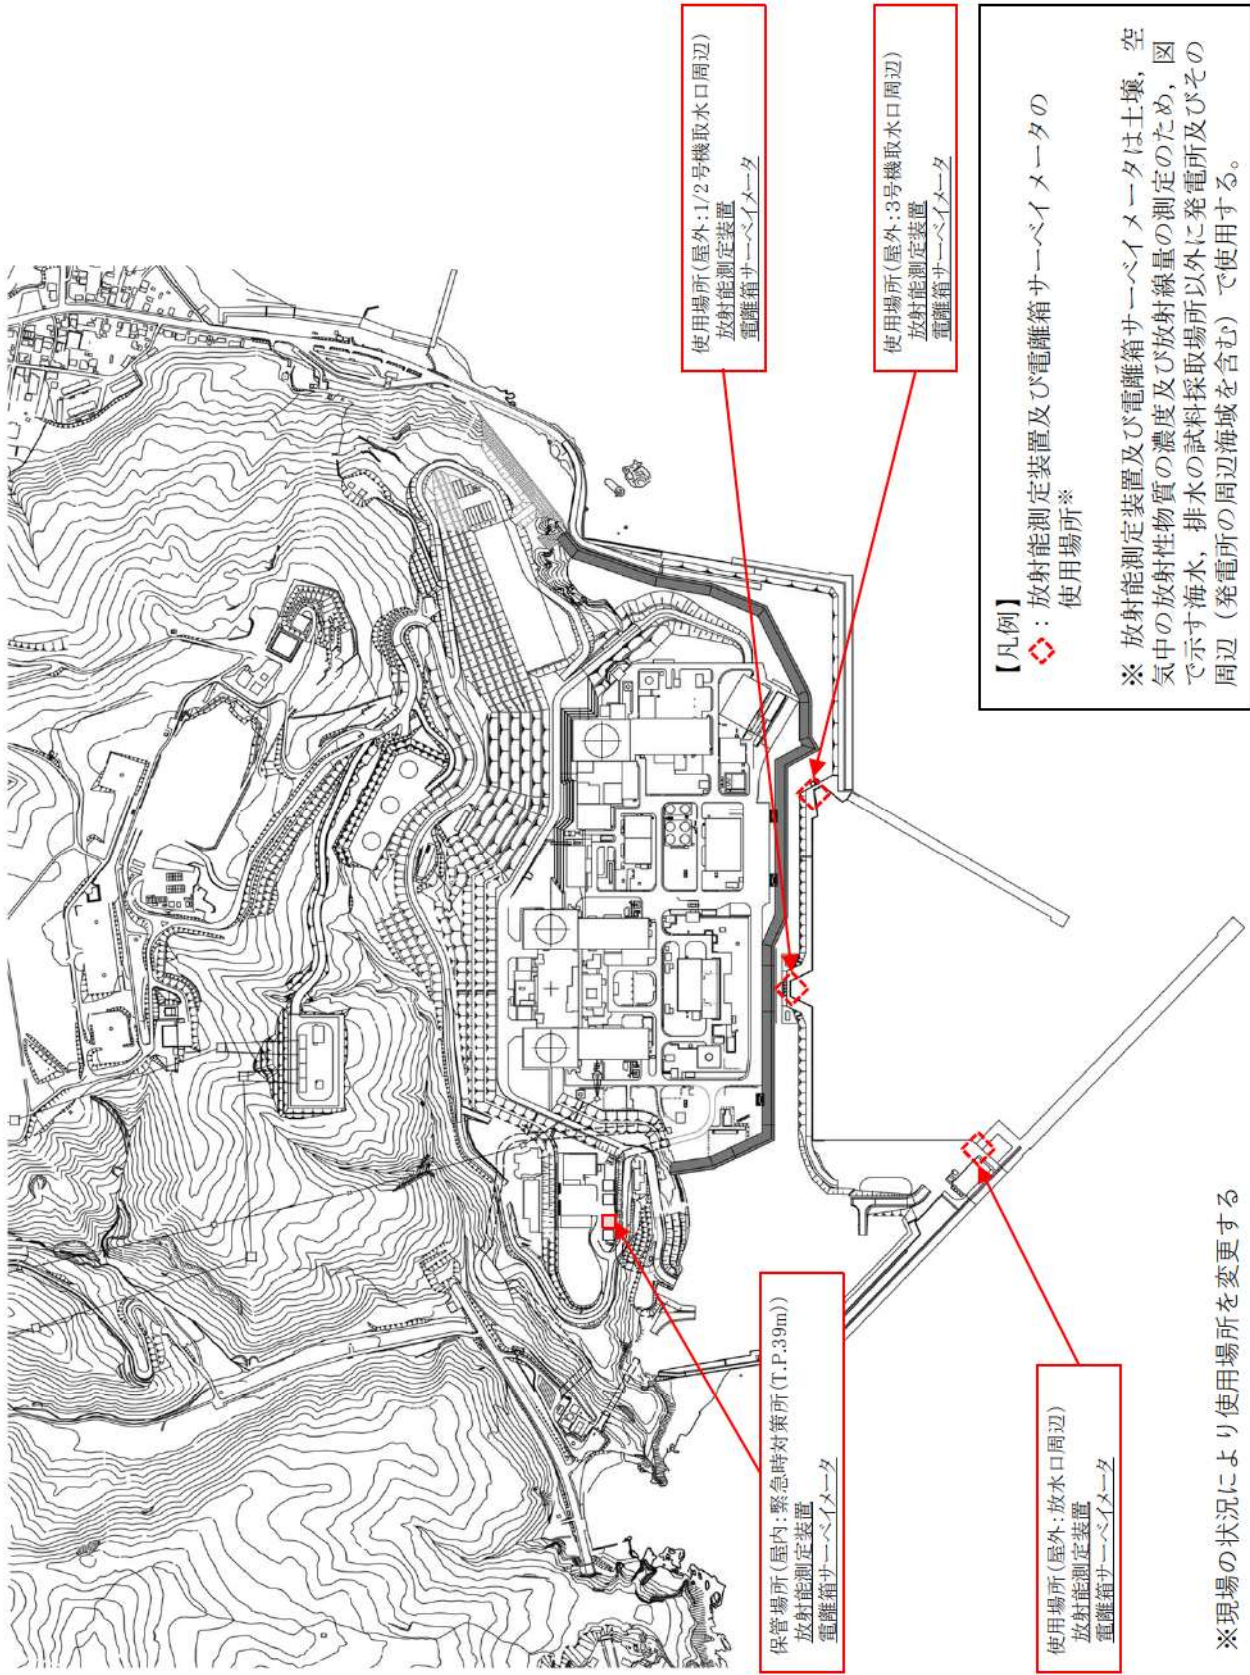 保管場所(屋内:緊急時対策所(T.P.39m))
放射能測定装置
電離箱サーベイメータ
使用場所(屋外:放水口周辺)
放射能測定装置
電離箱サーベイメータ
使用場所(屋外:1/2号機取水口周辺)
放射能測定装置
電離箱サーベイメータ
使用場所(屋外:3号機取水口周辺)
放射能測定装置
電離箱サーベイメータ
【凡例】
:放射能測定装置及び電離箱サーベイメータの
使用場所※
※ 放射能測定装置及び電離箱サーベイメータは土壌，空
気中の放射性物質の濃度及び放射線量の測定のため，図
で示す海水，排水の試料採取場所以外に発電所及びその
周辺（発電所の周辺海域を含む）で使用する。
※現場の状況により使用場所を変更する